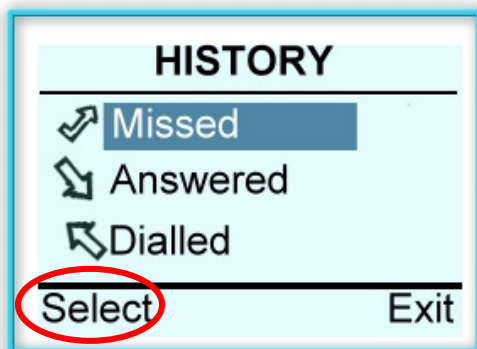 HISTORY
Missed
Answered
Dialled
Select Exit